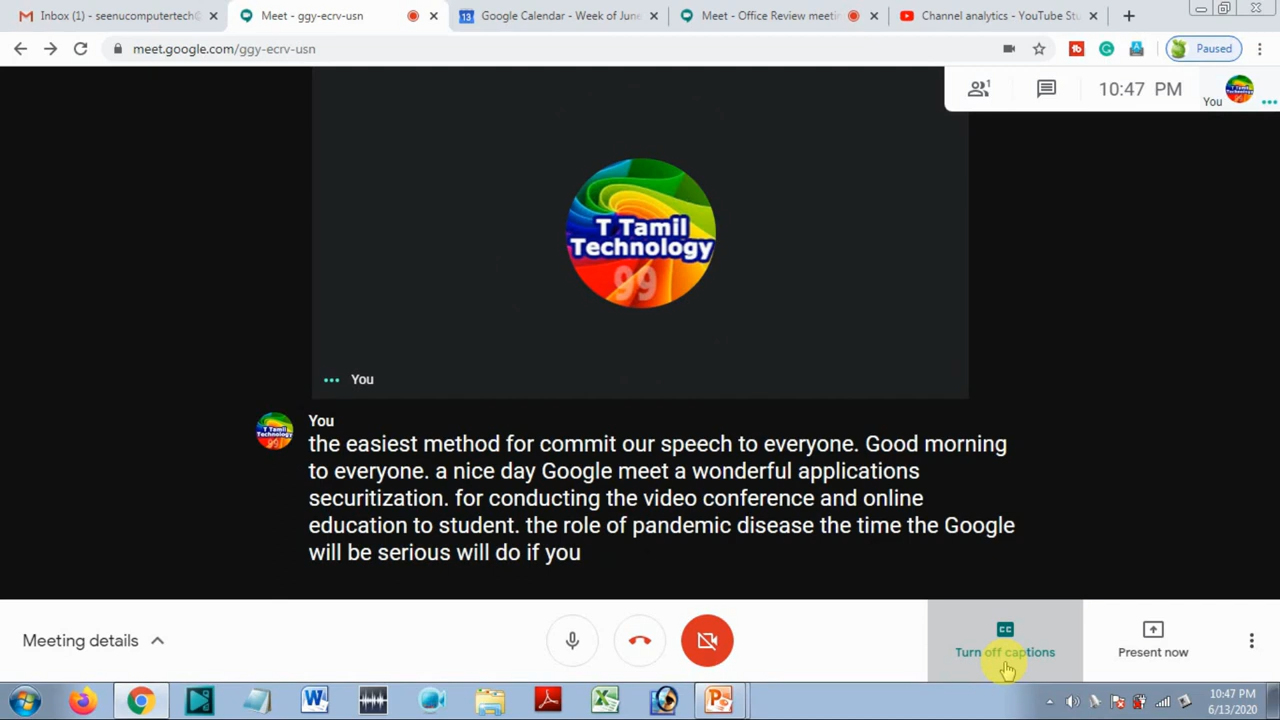 Inbox (1) - seenucomputertech@
Meet - ggy-ecrv-usn
Google Calendar - Week of June
Meet - Office Review meetin
Channel analytics - YouTube Stu
meet.google.com/ggy-ecrv-usn
Paused
1
10:47 PM
You
T Tamil
Technology
99
You
You
the easiest method for commit our speech to everyone. Good morning
to everyone. a nice day Google meet a wonderful applications
securitization. for conducting the video conference and online
education to student. the role of pandemic disease the time the Google
will be serious will do if you
Meeting details
CC
Turn off captions
Present now
10:47 PM
6/13/2020